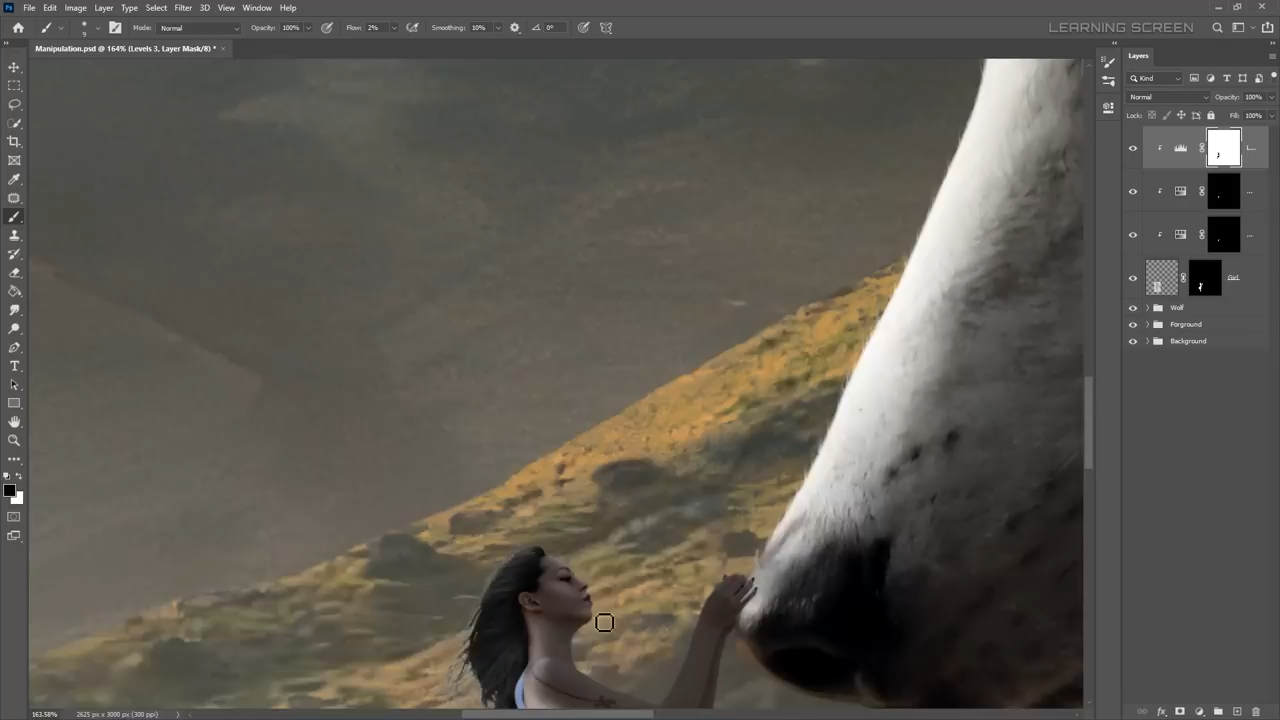 File Edit Image Layer Type Select Filter 3D View Window Help
Mode: Normal Opacity: 100% Flow: 2% Smoothing: 10% 0°
LEARNING SCREEN
Manipulation.psd @ 164% (Levels 3, Layer Mask/8) * ×
Layers
Kind
Normal Opacity: 100%
Lock: Fill: 100%
L...
...
...
Girl
Wolf
Forground
Background
163.58% 2625 px x 3000 px (300 ppi)